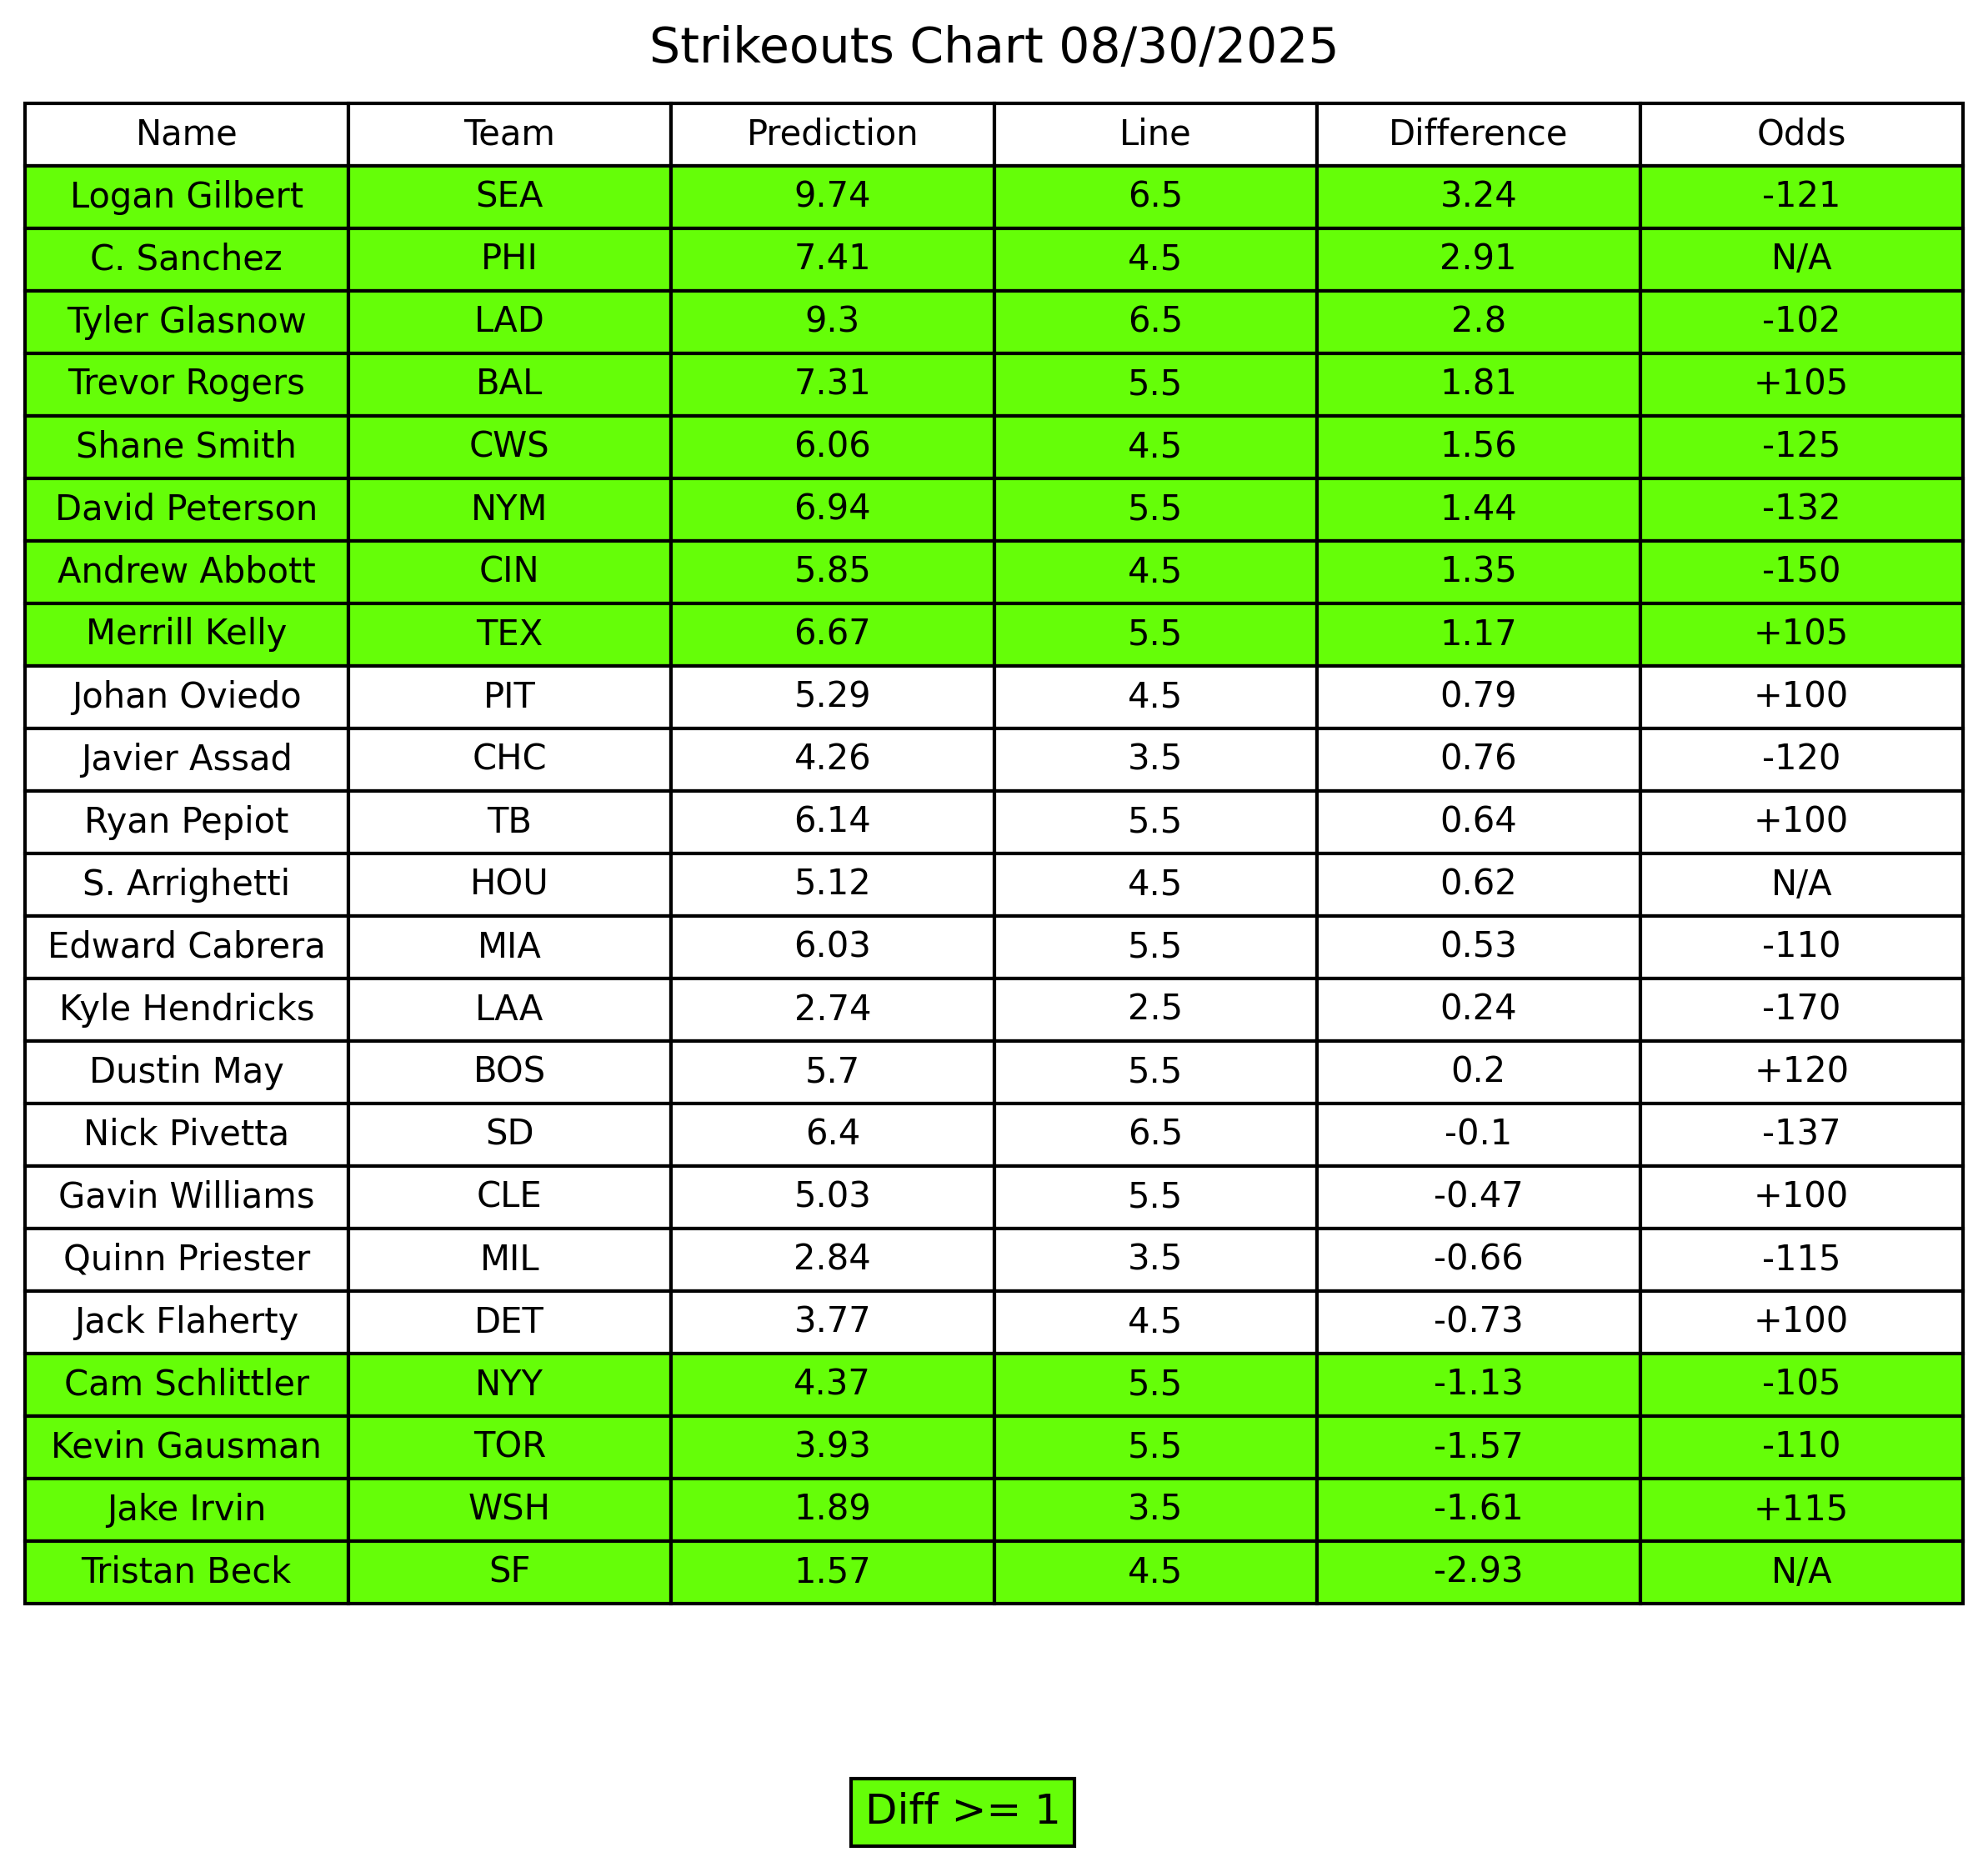 Strikeouts Chart 08/30/2025
Name Team Prediction Line Difference Odds
Logan Gilbert SEA 9.74 6.5 3.24 -121
C. Sanchez PHI 7.41 4.5 2.91 N/A
Tyler Glasnow LAD 9.3 6.5 2.8 -102
Trevor Rogers BAL 7.31 5.5 1.81 +105
Shane Smith CWS 6.06 4.5 1.56 -125
David Peterson NYM 6.94 5.5 1.44 -132
Andrew Abbott CIN 5.85 4.5 1.35 -150
Merrill Kelly TEX 6.67 5.5 1.17 +105
Johan Oviedo PIT 5.29 4.5 0.79 +100
Javier Assad CHC 4.26 3.5 0.76 -120
Ryan Pepiot TB 6.14 5.5 0.64 +100
S. Arrighetti HOU 5.12 4.5 0.62 N/A
Edward Cabrera MIA 6.03 5.5 0.53 -110
Kyle Hendricks LAA 2.74 2.5 0.24 -170
Dustin May BOS 5.7 5.5 0.2 +120
Nick Pivetta SD 6.4 6.5 -0.1 -137
Gavin Williams CLE 5.03 5.5 -0.47 +100
Quinn Priester MIL 2.84 3.5 -0.66 -115
Jack Flaherty DET 3.77 4.5 -0.73 +100
Cam Schlittler NYY 4.37 5.5 -1.13 -105
Kevin Gausman TOR 3.93 5.5 -1.57 -110
Jake Irvin WSH 1.89 3.5 -1.61 +115
Tristan Beck SF 1.57 4.5 -2.93 N/A
Diff >= 1